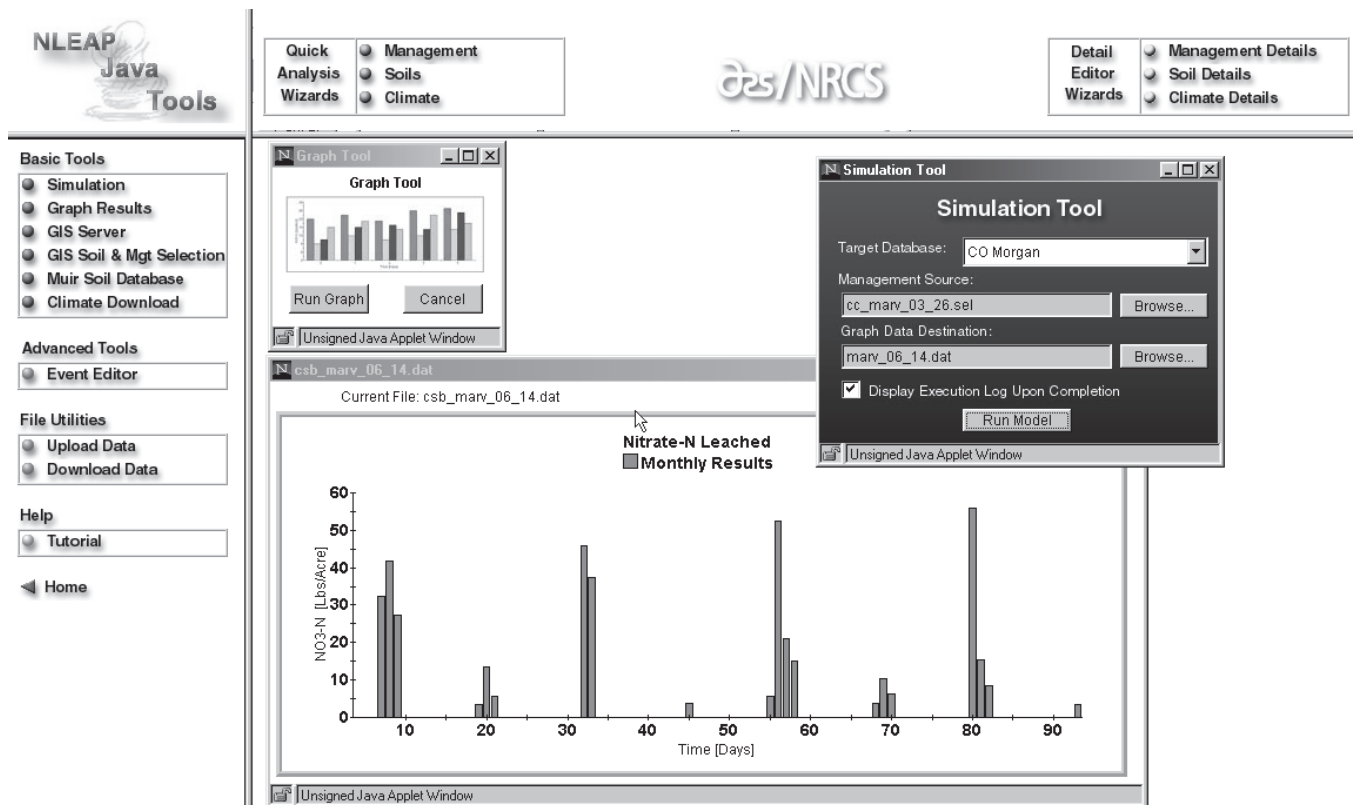 NLEAP
Java
Tools
Quick
Analysis
Wizards
Management
Soils
Climate
NRCS
Detail
Editor
Wizards
Management Details
Soil Details
Climate Details
Basic Tools
Simulation
Graph Results
GIS Server
GIS Soil & Mgt Selection
Muir Soil Database
Climate Download
Advanced Tools
Event Editor
File Utilities
Upload Data
Download Data
Help
Tutorial
Home
N Graph Tool
Graph Tool
Run Graph Cancel
Unsigned Java Applet Window
N Simulation Tool
Simulation Tool
Target Database: CO Morgan
Management Source:
cc_marv_03_26.sel Browse...
Graph Data Destination:
marv_06_14.dat Browse...
Display Execution Log Upon Completion
Run Model
Unsigned Java Applet Window
N csb_marv_06_14.dat
Current File: csb_marv_06_14.dat
Nitrate-N Leached
Monthly Results
NO3-N [Lbs/Acre]
60
50
40
30
20
10
0
10 20 30 40 50 60 70 80 90
Time [Days]
Unsigned Java Applet Window